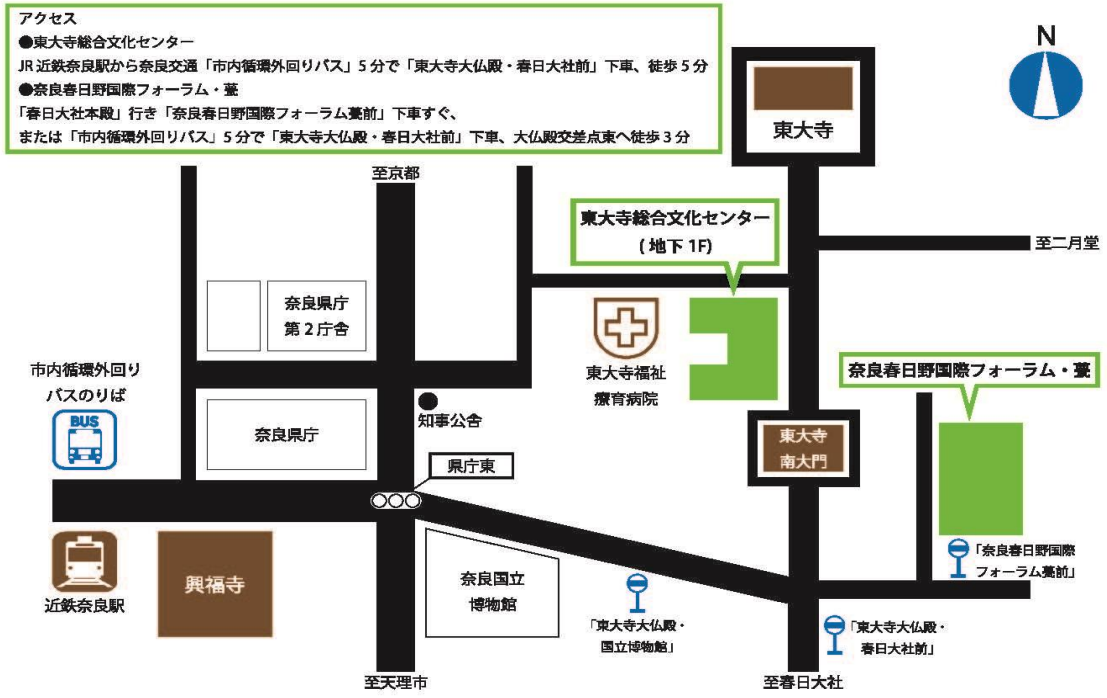 アクセス
●東大寺総合文化センター
JR 近鉄奈良駅から奈良交通「市内循環外回りバス」5分で「東大寺大仏殿・春日大社前」下車、徒歩5分
●奈良春日野国際フォーラム・甍
「春日大社本殿」行き「奈良春日野国際フォーラム甍前」下車すぐ、
または「市内循環外回りバス」5分で「東大寺大仏殿・春日大社前」下車、大仏殿交差点東へ徒歩3分
N
東大寺
至京都
東大寺総合文化センター
(地下1F)
至二月堂
奈良県庁
第2庁舎
東大寺福祉
療育病院
奈良春日野国際フォーラム・甍
市内循環外回り
バスのりば
BUS
奈良県庁
知事公舎
東大寺
南大門
県庁東
近鉄奈良駅
興福寺
奈良国立
博物館
「奈良春日野国際
フォーラム甍前」
「東大寺大仏殿・
国立博物館」
「東大寺大仏殿・
春日大社前」
至天理市
至春日大社